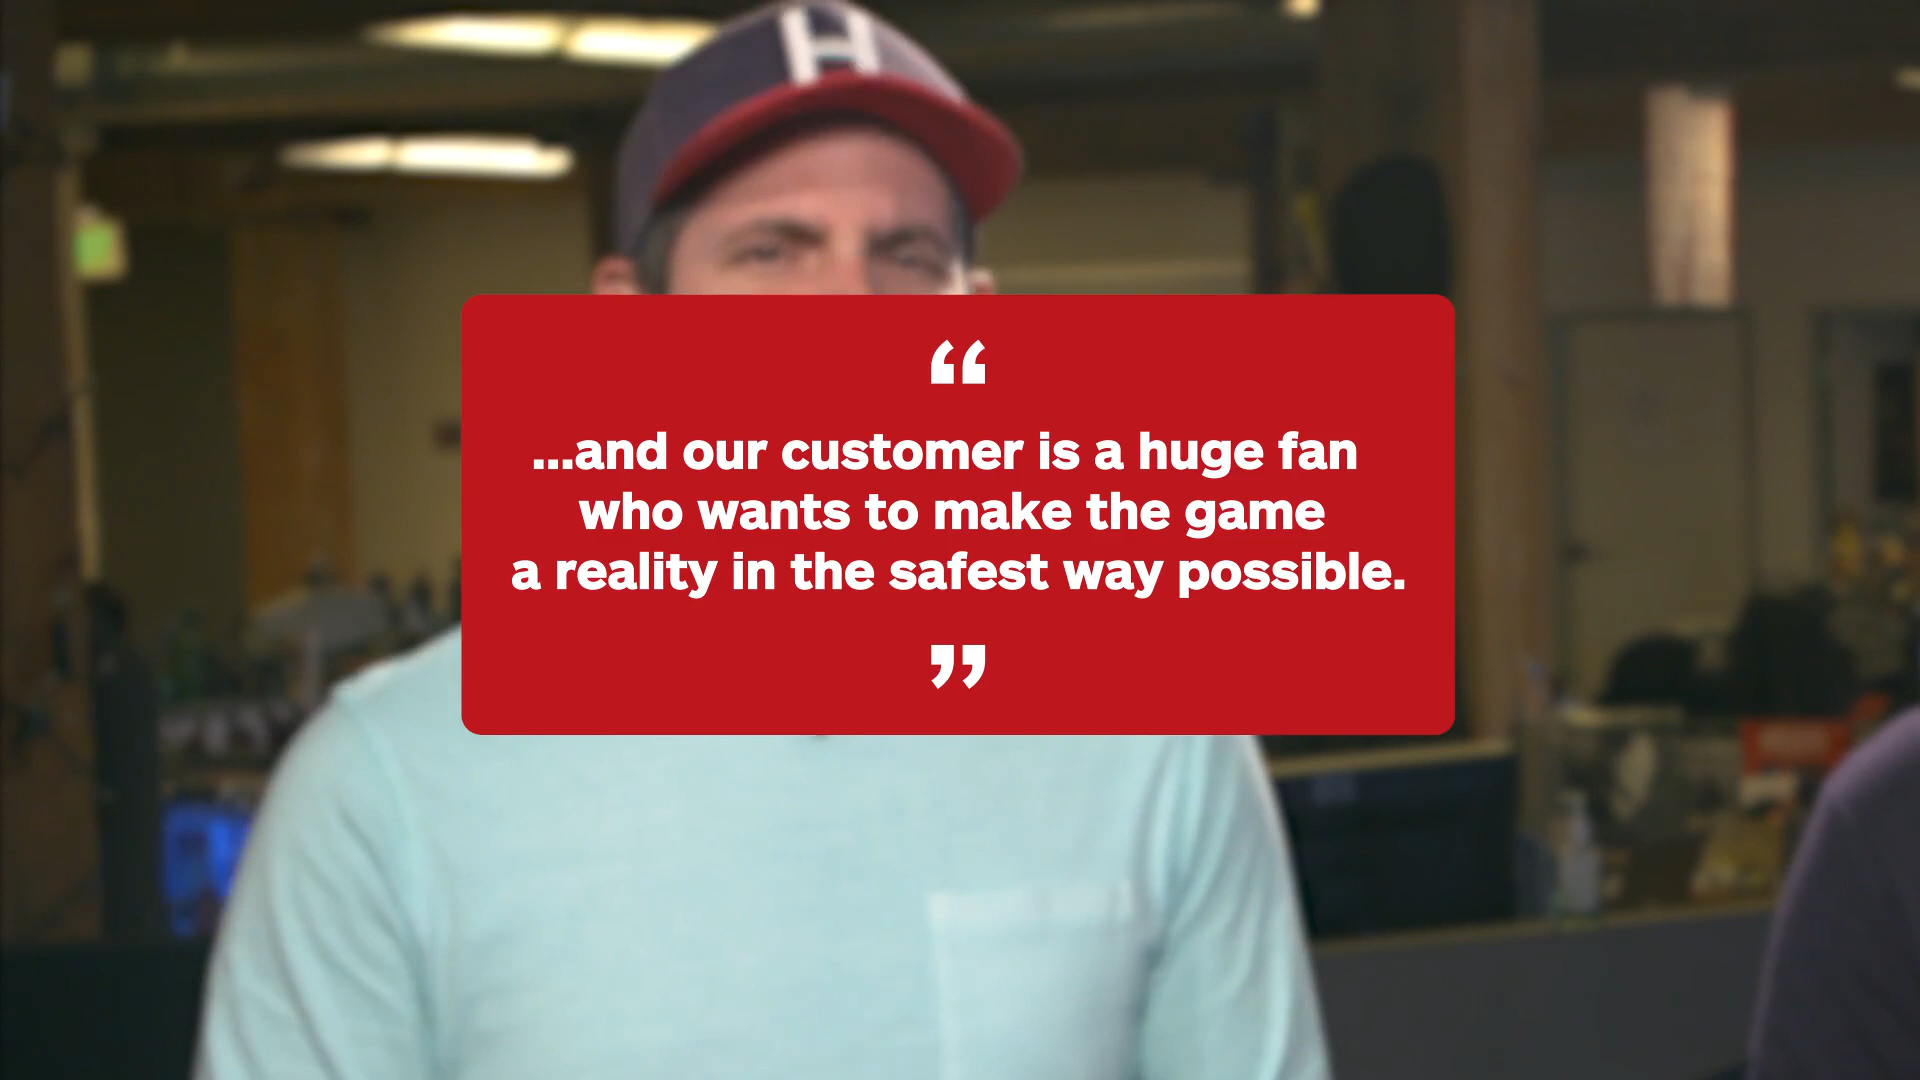 H
“
...and our customer is a huge fan
who wants to make the game
a reality in the safest way possible.
”